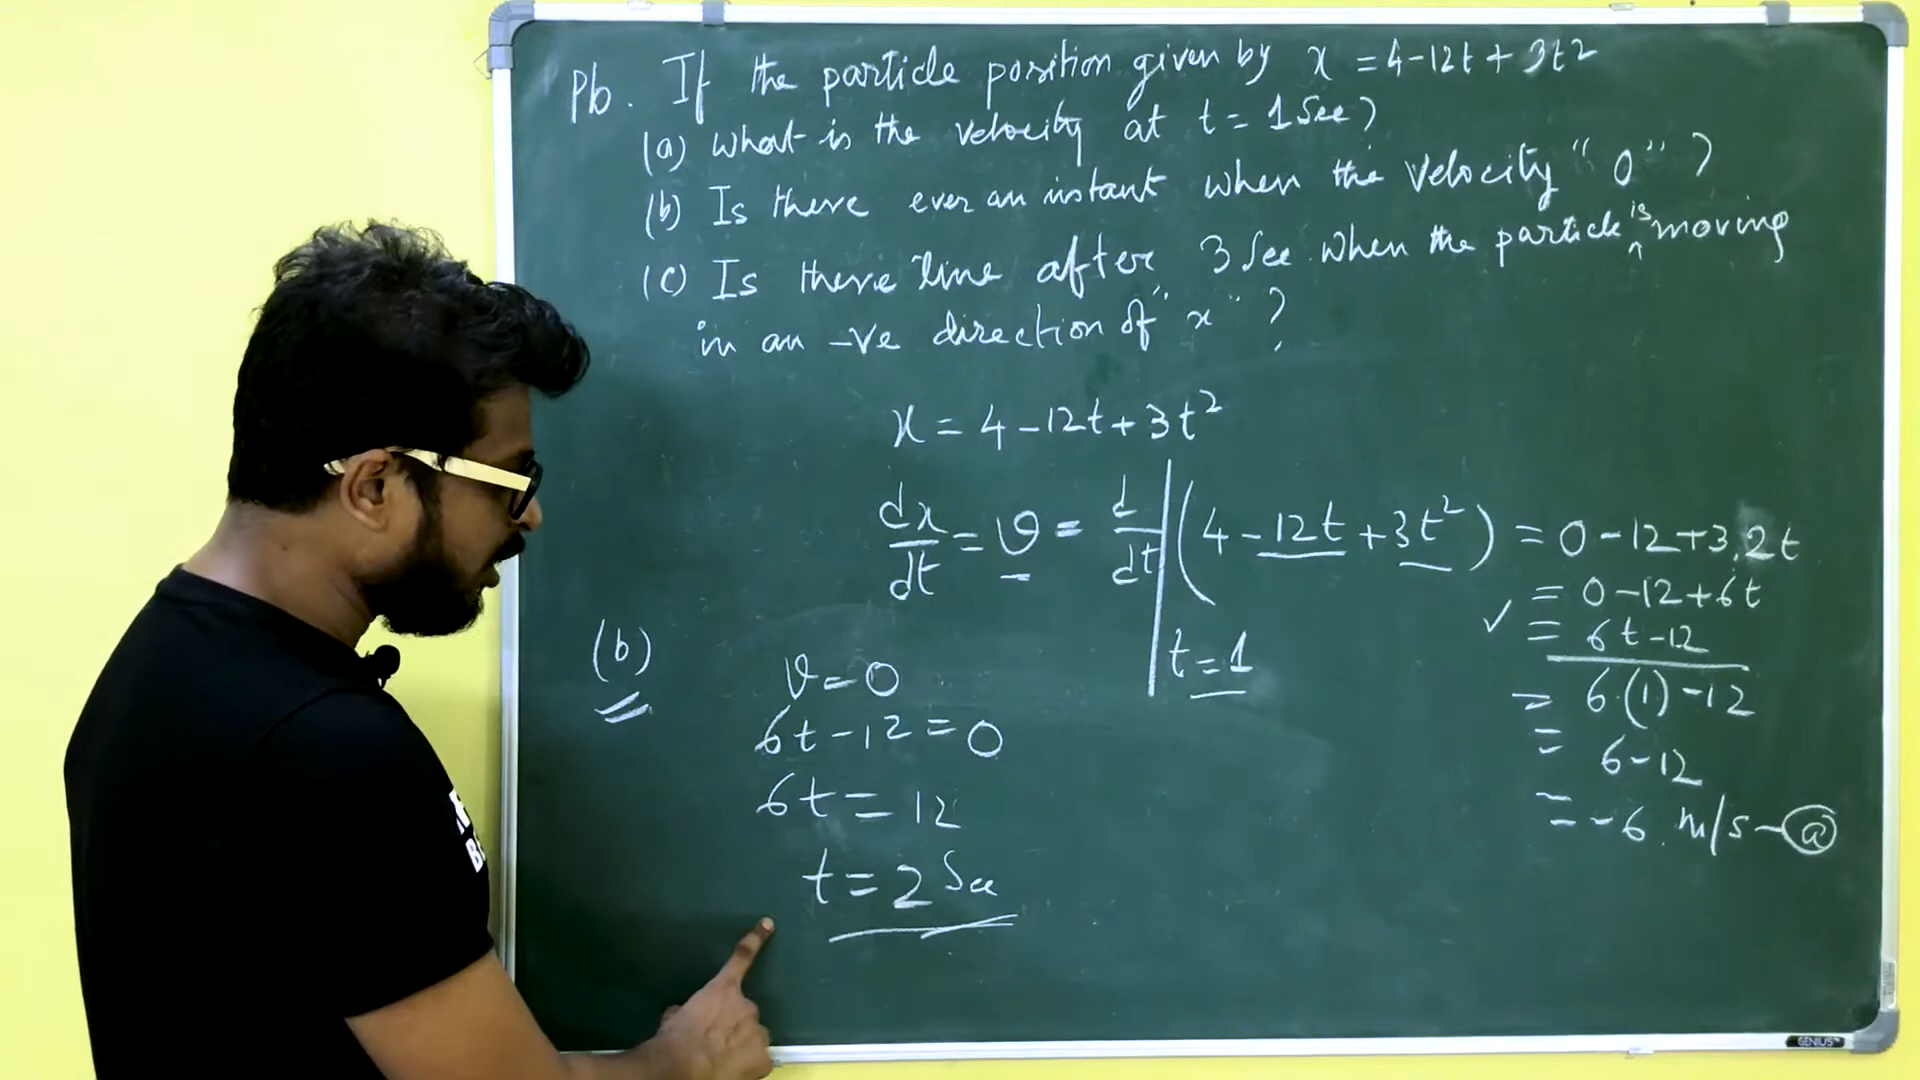 Pb. If the particle position given by x = 4-12t + 3t2
(a) what is the velocity at t = 1 Sec?
(b) Is there ever an instant when the velocity "0" ?
(c) Is there time after 3 Sec when the particle is moving
in an -ve direction of "x" ?
x = 4-12t+3t²
dx/dt = v = d/dt (4-12t+3t²) = 0-12+3.2t
t=1
= 0-12+6t
✓ = 6t-12
= 6.(1)-12
= 6-12
= -6 m/s - (a)
(b)
v=0
6t-12=0
6t=12
t=2 Sec
GENIUS